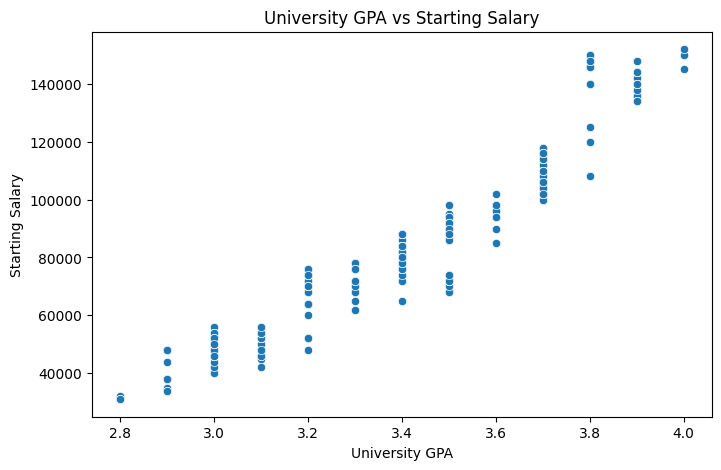 University GPA vs Starting Salary
Starting Salary
140000
120000
100000
80000
60000
40000
2.8 3.0 3.2 3.4 3.6 3.8 4.0
University GPA